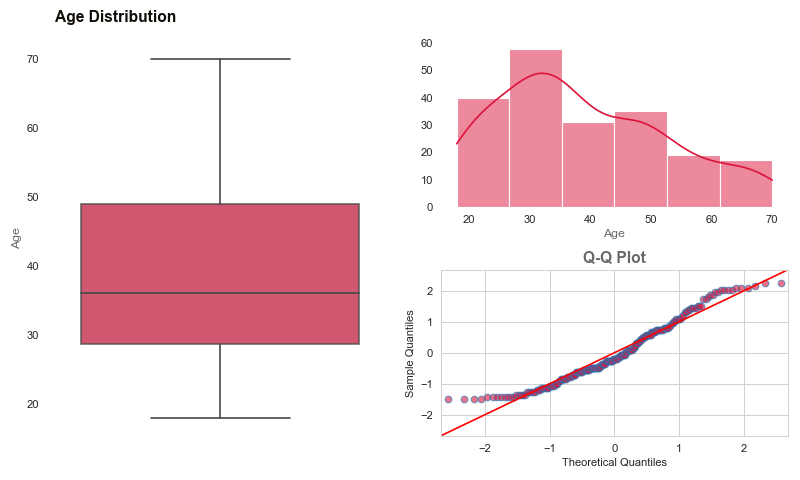 Age Distribution
70
60
50
40
30
20
Age
60
50
40
30
20
10
0
20 30 40 50 60 70
Age
Q-Q Plot
2
1
0
−1
−2
Sample Quantiles
−2 −1 0 1 2
Theoretical Quantiles